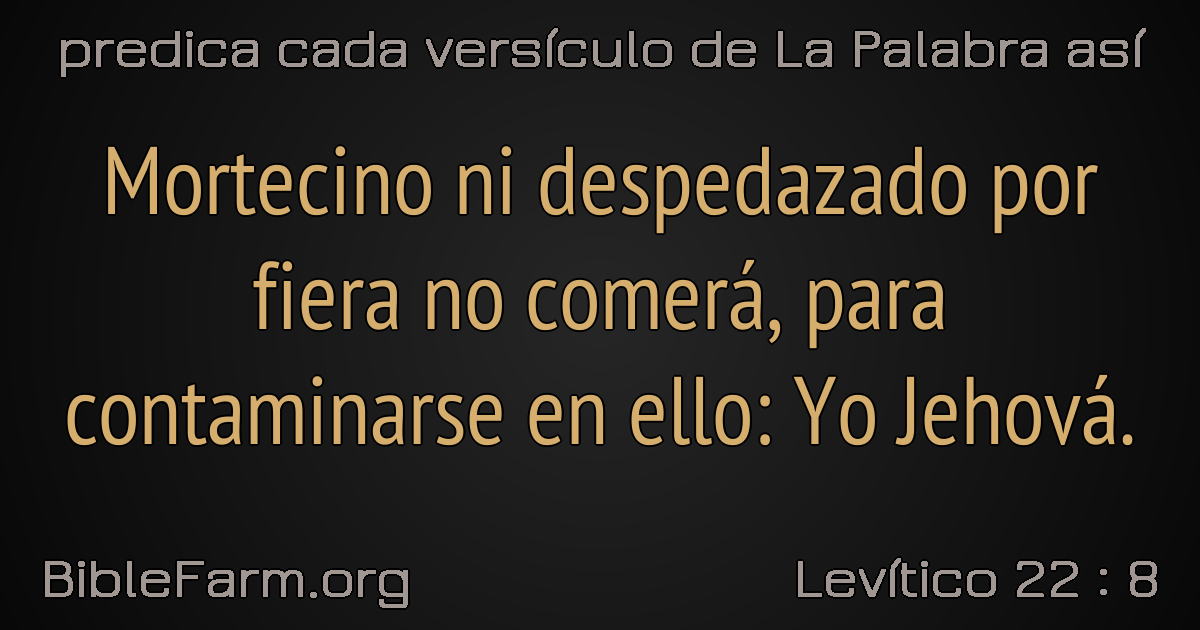 predica cada versículo de La Palabra así
Mortecino ni despedazado por
fiera no comerá, para
contaminarse en ello: Yo Jehová.
BibleFarm.org
Levítico 22 : 8